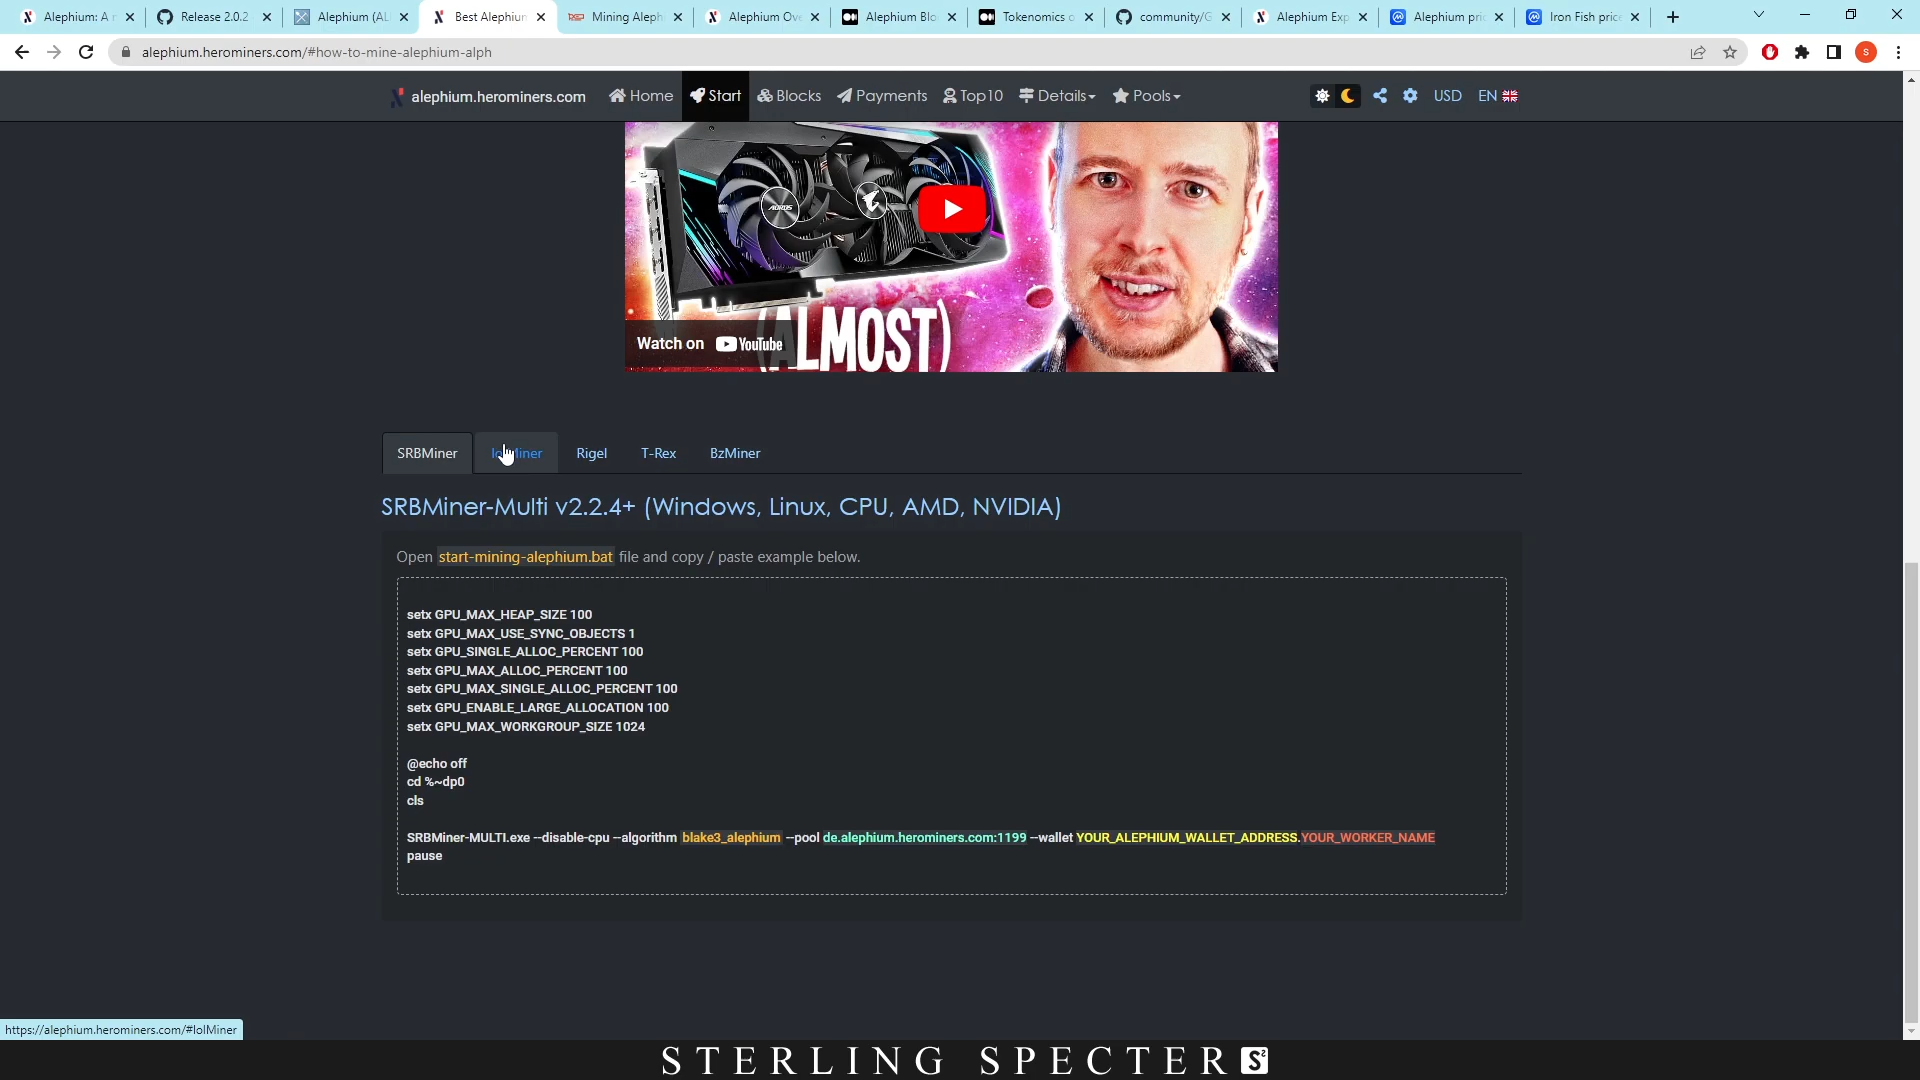 Alephium: A
Release 2.0.2
Alephium (AL
Best Alephium
Mining Aleph
Alephium Ov
Alephium Blo
Tokenomics o
community/G
Alephium Exp
Alephium pri
Iron Fish price
alephium.herominers.com/#how-to-mine-alephium-alph
s
alephium.herominers.com
Home
Start
Blocks
Payments
Top10
Details
Pools
USD
EN
AORUS
(ALMOST)
Watch on YouTube
SRBMiner
Rigel
T-Rex
BzMiner
SRBMiner-Multi v2.2.4+ (Windows, Linux, CPU, AMD, NVIDIA)
Open start-mining-alephium.bat file and copy / paste example below.
setx GPU_MAX_HEAP_SIZE 100
setx GPU_MAX_USE_SYNC_OBJECTS 1
setx GPU_SINGLE_ALLOC_PERCENT 100
setx GPU_MAX_ALLOC_PERCENT 100
setx GPU_MAX_SINGLE_ALLOC_PERCENT 100
setx GPU_ENABLE_LARGE_ALLOCATION 100
setx GPU_MAX_WORKGROUP_SIZE 1024
@echo off
cd %~dp0
cls
SRBMiner-MULTI.exe --disable-cpu --algorithm blake3_alephium --pool de.alephium.herominers.com:1199 --wallet YOUR_ALEPHIUM_WALLET_ADDRESS.YOUR_WORKER_NAME
pause
https://alephium.herominers.com/#lolMiner
STERLING SPECTER S²